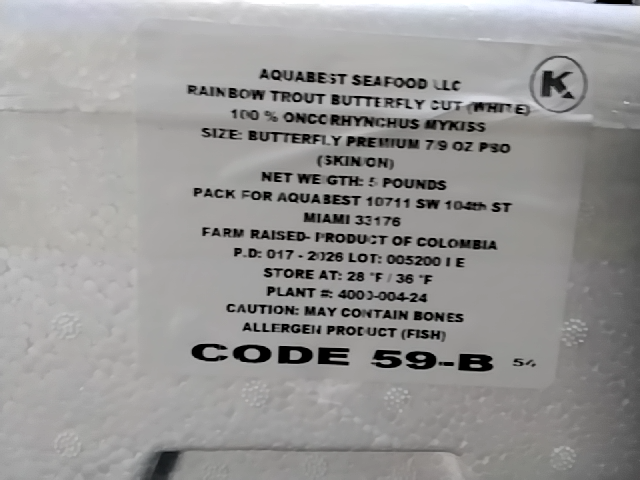 AQUABEST SEAFOOD LLC
K
RAINBOW TROUT BUTTERFLY CUT (WHITE)
100 % ONCORHYNCHUS MYKISS
SIZE: BUTTERFLY PREMIUM 7/9 OZ PBO
(SKIN/ON)
NET WEIGTH: 5 POUNDS
PACK FOR AQUABEST 10711 SW 104th ST
MIAMI 33176
FARM RAISED- PRODUCT OF COLOMBIA
P.D: 017 - 2026 LOT: 005200 I E
STORE AT: 28 °F / 36 °F
PLANT #: 4000-004-24
CAUTION: MAY CONTAIN BONES
ALLERGEN PRODUCT (FISH)
CODE 59-B